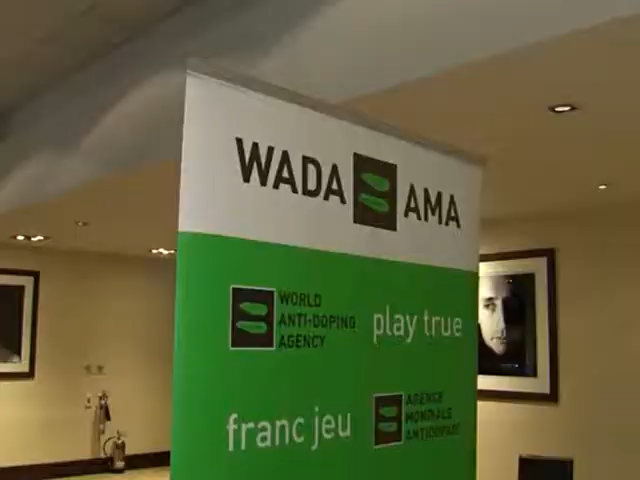 WADA AMA
WORLD
ANTI-DOPING
AGENCY
play true
franc jeu
AGENCE
MONDIALE
ANTIDOPAGE